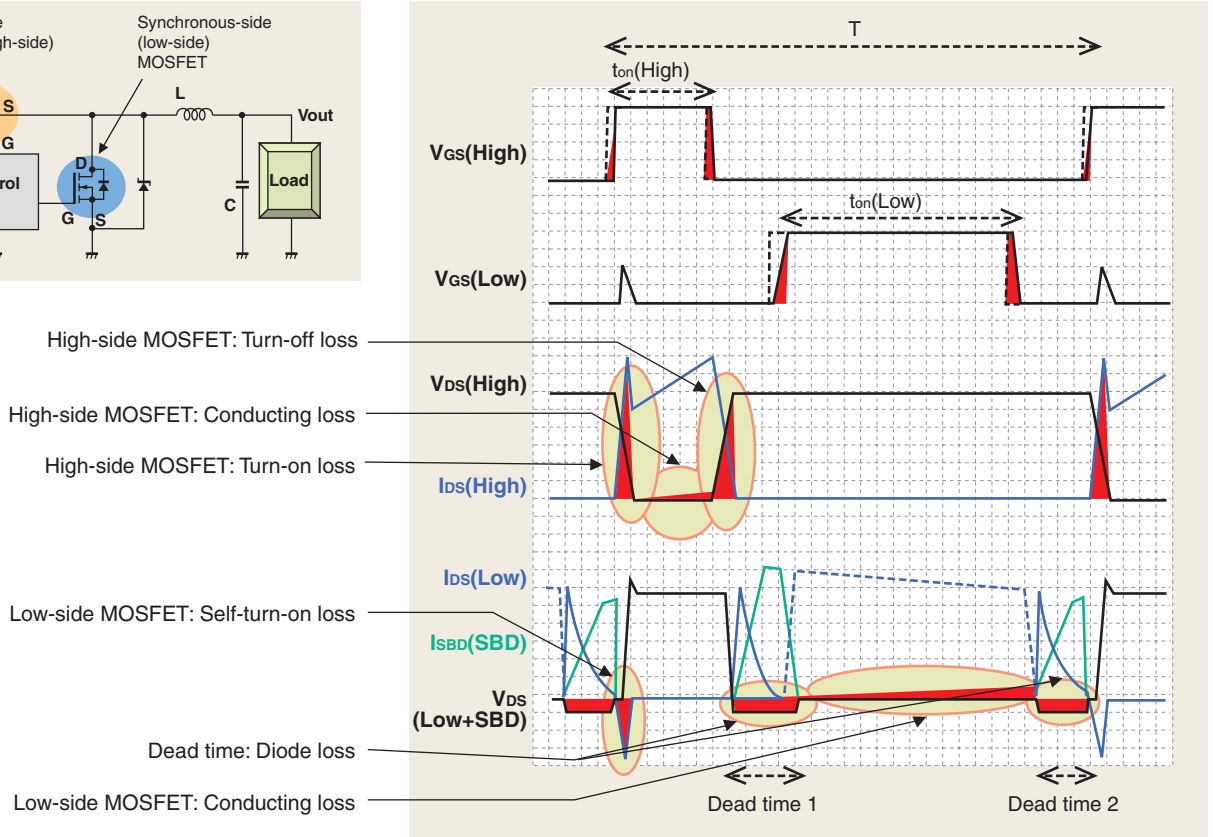 e
gh-side)
Synchronous-side
(low-side)
MOSFET
S
G
rol
D
G
S
L
C
Vout
Load
T
ton(High)
VGS(High)
ton(Low)
VGS(Low)
High-side MOSFET: Turn-off loss
VDS(High)
High-side MOSFET: Conducting loss
High-side MOSFET: Turn-on loss
IDS(High)
IDS(Low)
Low-side MOSFET: Self-turn-on loss
ISBD(SBD)
VDS
(Low+SBD)
Dead time: Diode loss
Low-side MOSFET: Conducting loss
Dead time 1
Dead time 2